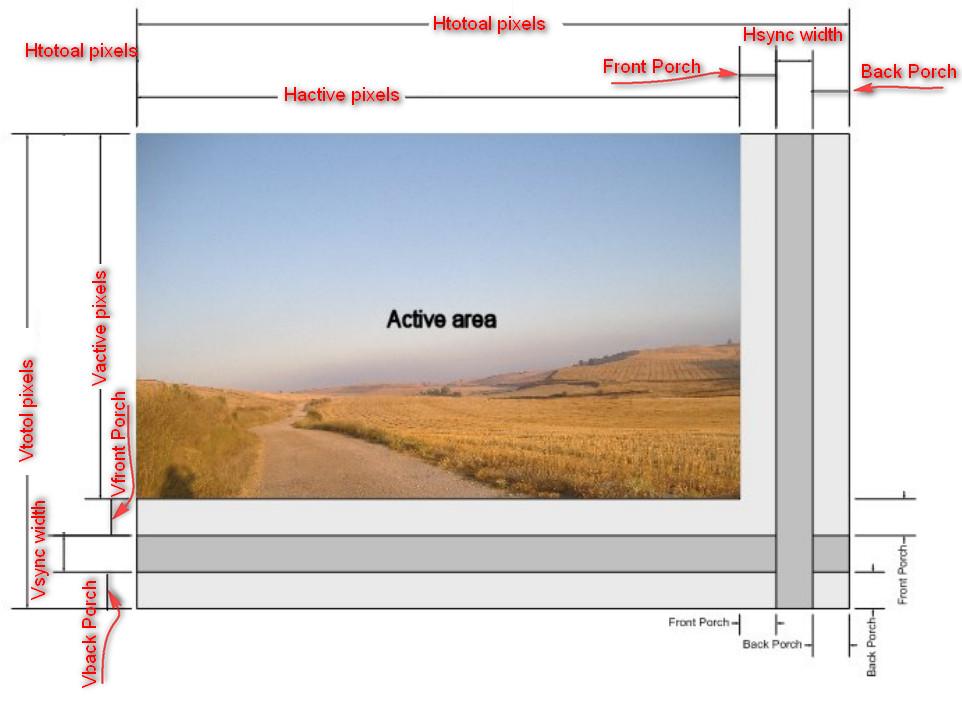 Htotoal pixels
Hsync width
Htotoal pixels
Front Porch
Back Porch
Hactive pixels
Active area
Vactive pixels
Vtotol pixels
Vfront Porch
Vsync width
Vback Porch
Front Porch
Front Porch
Back Porch
Back Porch